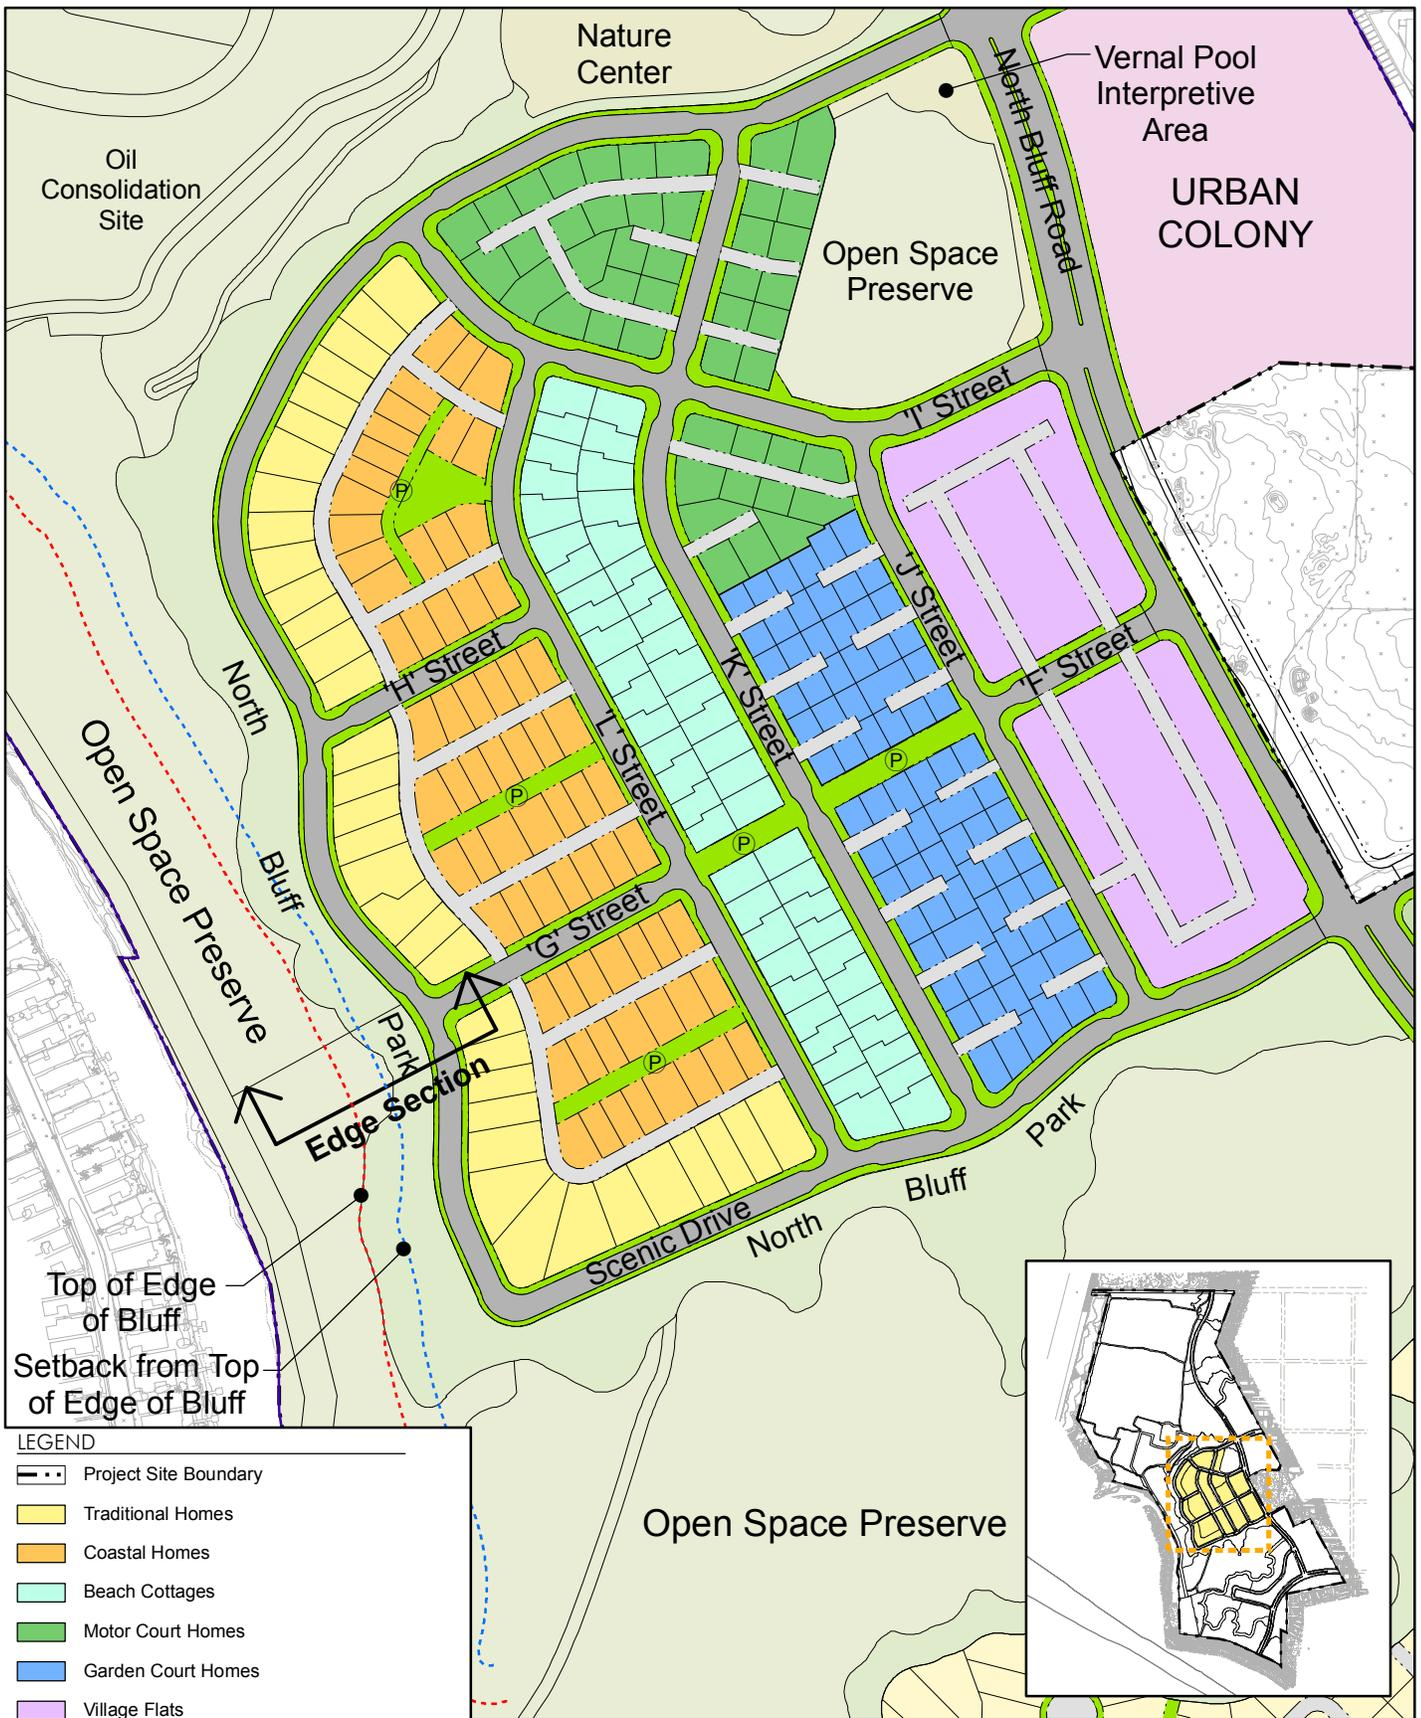 Nature
Center
Vernal Pool
Interpretive
Area
North Bluff Road
Oil
Consolidation
Site
URBAN
COLONY
Open Space
Preserve
'I' Street
P
'J' Street
'F' Street
'H' Street
'K' Street
North
Open Space Preserve
'L' Street
P
P
P
Bluff
'G' Street
Park
P
Edge Section
Park
Bluff
North
Scenic Drive
Top of Edge
of Bluff
Setback from Top
of Edge of Bluff
LEGEND
Project Site Boundary
Traditional Homes
Coastal Homes
Beach Cottages
Motor Court Homes
Garden Court Homes
Village Flats
Open Space Preserve